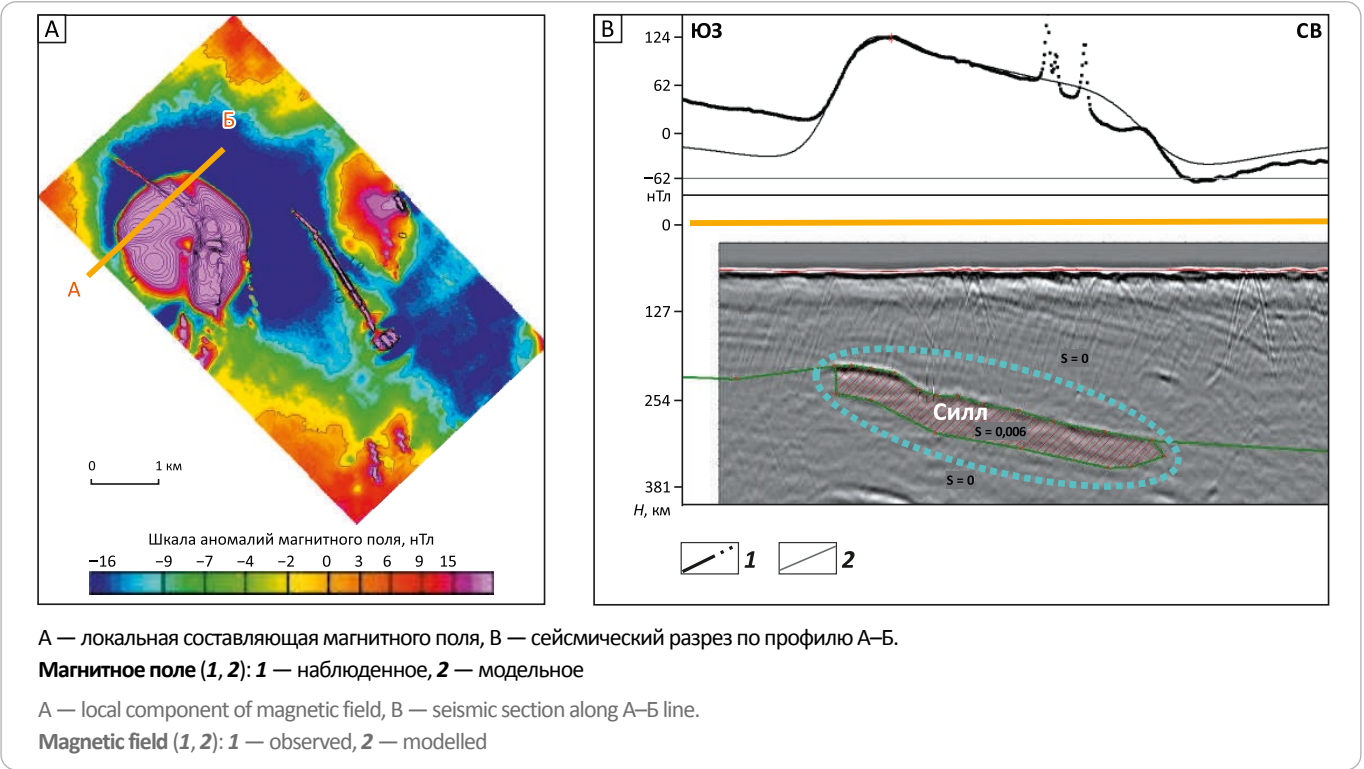 А
Б
А
0 1 км
Шкала аномалий магнитного поля, нТл
−16 −9 −7 −4 −2 0 3 6 9 15
В
ЮЗ СВ
124
62
0
−62
нТл
0
127
254
381
Н, км
S = 0
Силл
S = 0,006
S = 0
1 2
А — локальная составляющая магнитного поля, В — сейсмический разрез по профилю А–Б.
Магнитное поле (1, 2): 1 — наблюденное, 2 — модельное
A — local component of magnetic field, B — seismic section along A–Б line.
Magnetic field (1, 2): 1 — observed, 2 — modelled